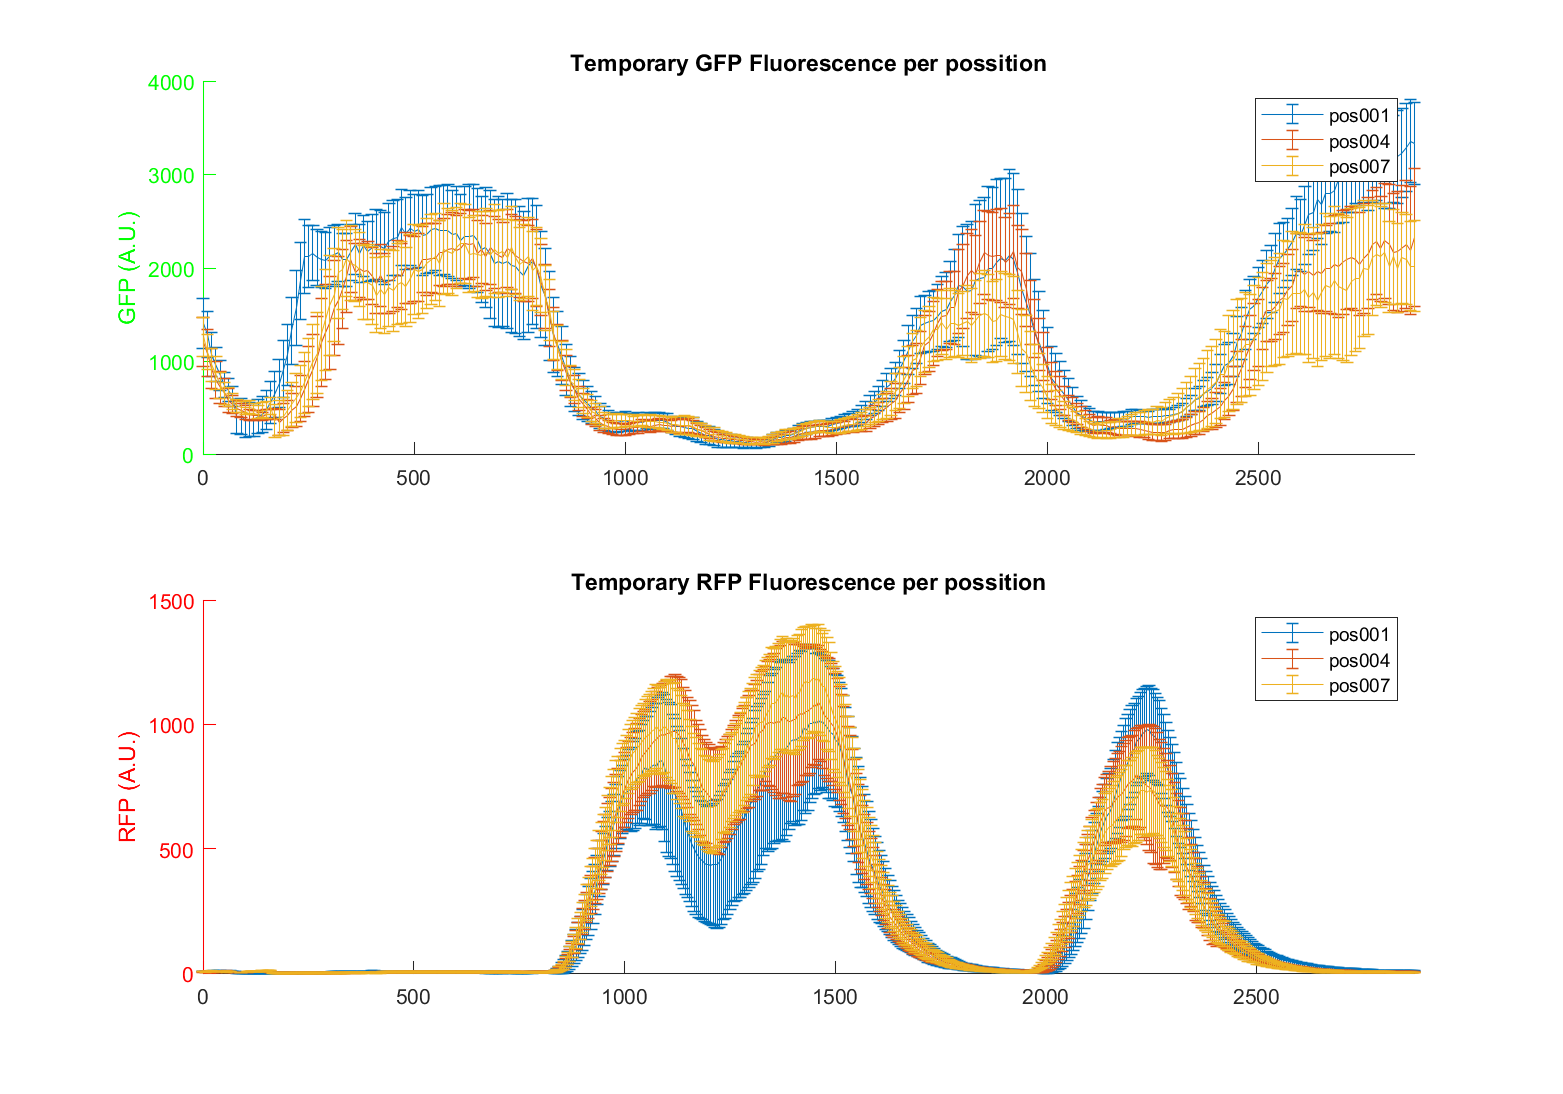 Temporary GFP Fluorescence per possition
4000
3000
2000
1000
0
GFP (A.U.)
pos001
pos004
pos007
0 500 1000 1500 2000 2500
Temporary RFP Fluorescence per possition
1500
1000
500
0
RFP (A.U.)
pos001
pos004
pos007
0 500 1000 1500 2000 2500